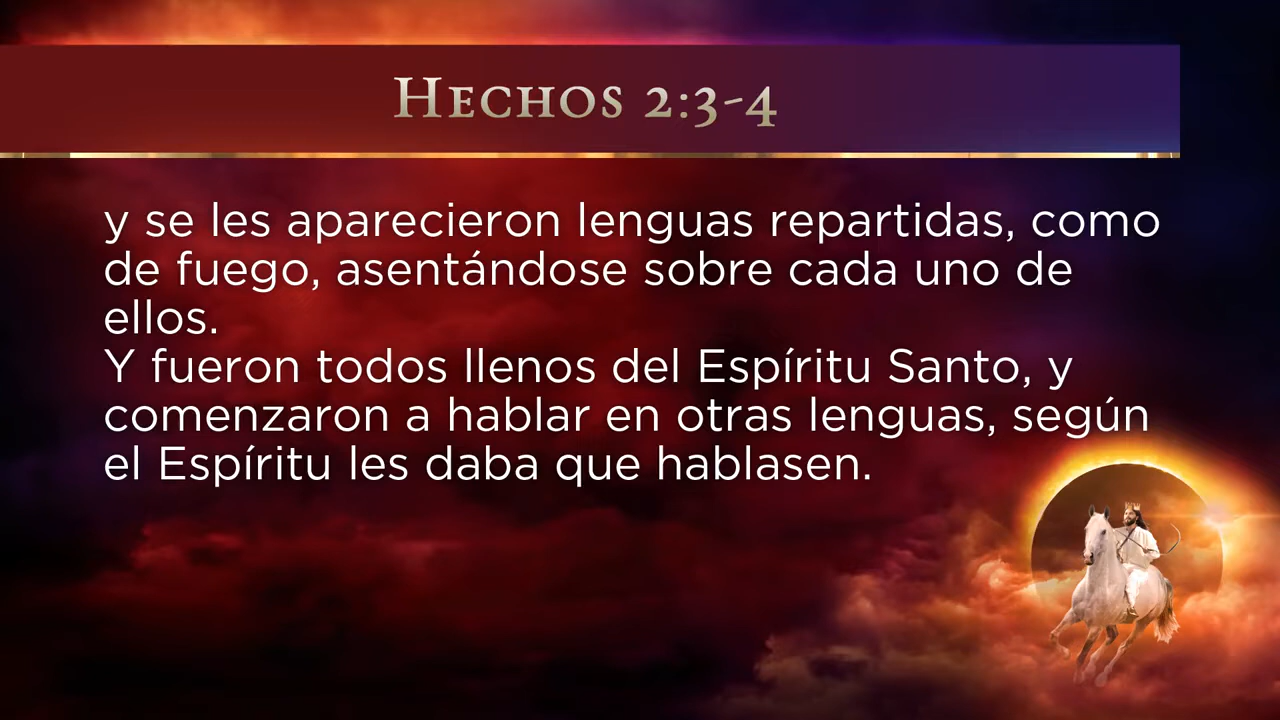 Hechos 2:3-4
y se les aparecieron lenguas repartidas, como
de fuego, asentándose sobre cada uno de
ellos.
Y fueron todos llenos del Espíritu Santo, y
comenzaron a hablar en otras lenguas, según
el Espíritu les daba que hablasen.